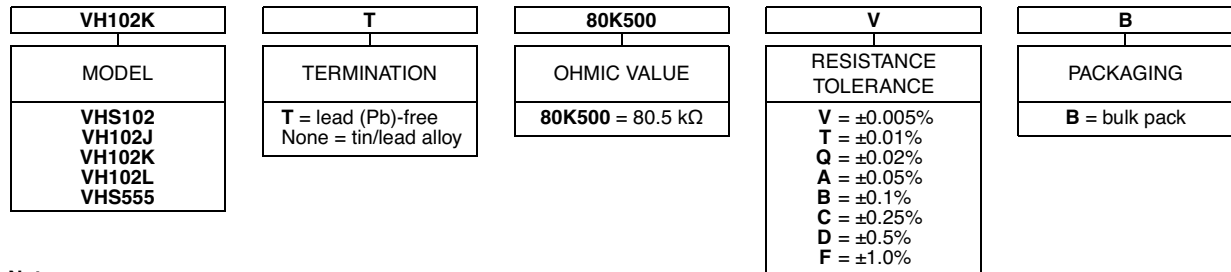 VH102K
T
80K500
V
B
MODEL
TERMINATION
OHMIC VALUE
RESISTANCE
TOLERANCE
PACKAGING
VHS102
VH102J
VH102K
VH102L
VHS555
T = lead (Pb)-free
None = tin/lead alloy
80K500 = 80.5 kΩ
V = ±0.005%
T = ±0.01%
Q = ±0.02%
A = ±0.05%
B = ±0.1%
C = ±0.25%
D = ±0.5%
F = ±1.0%
B = bulk pack